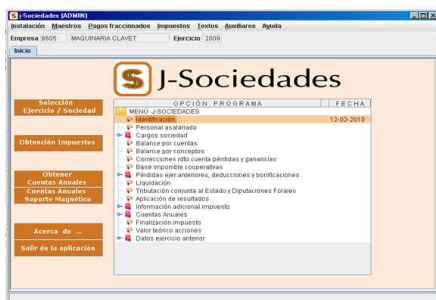 J-Sociedades [ADMIN]
Instalación Maestros Pagos fraccionados Impuestos Textos Auxiliares Ayuda
Empresa 8605 MAQUINARIA CLAVET Ejercicio 2009
Inicio
S J-Sociedades
Selección
Ejercicio / Sociedad
Obtención Impuestos
Obtener
Cuentas Anuales
Cuentas Anuales
Soporte Magnético
Acerca de ...
Salir de la aplicación
OPCIÓN PROGRAMA FECHA
MENÚ J-SOCIEDADES
Identificación 12-02-2010
Personal asalariado
Cargos sociedad
Balance por cuentas
Balance por conceptos
Correcciones rdto.cuenta pérdidas y ganancias
Base imponible cooperativas
Pérdidas ejer.anteriores, deducciones y bonificaciones
Liquidación
Tributación conjunta al Estado y Diputaciones Forales
Aplicación de resultados
Información adicional impuesto
Cuentas Anuales
Finalización impuesto
Valor teórico acciones
Datos ejercicio anterior